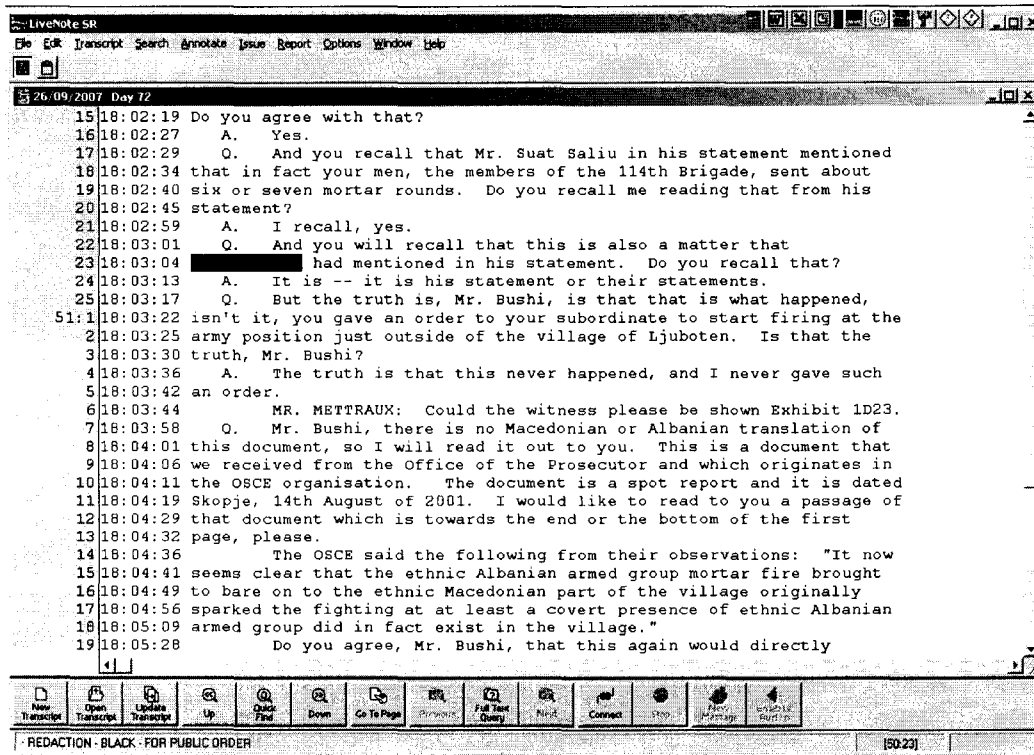 LiveNote SR
File Edit Transcript Search Annotate Issue Report Options Window Help
26/09/2007 Day 72
15 18:02:19 Do you agree with that?
16 18:02:27 A. Yes.
17 18:02:29 Q. And you recall that Mr. Suat Saliu in his statement mentioned
18 18:02:34 that in fact your men, the members of the 114th Brigade, sent about
19 18:02:40 six or seven mortar rounds. Do you recall me reading that from his
20 18:02:45 statement?
21 18:02:59 A. I recall, yes.
22 18:03:01 Q. And you will recall that this is also a matter that
23 18:03:04 had mentioned in his statement. Do you recall that?
24 18:03:13 A. It is -- it is his statement or their statements.
25 18:03:17 Q. But the truth is, Mr. Bushi, is that that is what happened,
51:1 18:03:22 isn't it, you gave an order to your subordinate to start firing at the
2 18:03:25 army position just outside of the village of Ljuboten. Is that the
3 18:03:30 truth, Mr. Bushi?
4 18:03:36 A. The truth is that this never happened, and I never gave such
5 18:03:42 an order.
6 18:03:44 MR. METTRAUX: Could the witness please be shown Exhibit 1D23.
7 18:03:58 Q. Mr. Bushi, there is no Macedonian or Albanian translation of
8 18:04:01 this document, so I will read it out to you. This is a document that
9 18:04:06 we received from the Office of the Prosecutor and which originates in
10 18:04:11 the OSCE organisation. The document is a spot report and it is dated
11 18:04:19 Skopje, 14th August of 2001. I would like to read to you a passage of
12 18:04:29 that document which is towards the end or the bottom of the first
13 18:04:32 page, please.
14 18:04:36 The OSCE said the following from their observations: "It now
15 18:04:41 seems clear that the ethnic Albanian armed group mortar fire brought
16 18:04:49 to bare on to the ethnic Macedonian part of the village originally
17 18:04:56 sparked the fighting at at least a covert presence of ethnic Albanian
18 18:05:09 armed group did in fact exist in the village."
19 18:05:28 Do you agree, Mr. Bushi, that this again would directly
New Transcript Open Transcript Update Transcript Up Quick Find Down Go To Page Previous Full Text Query Next Connect Stop
- REDACTION - BLACK - FOR PUBLIC ORDER [50:23]